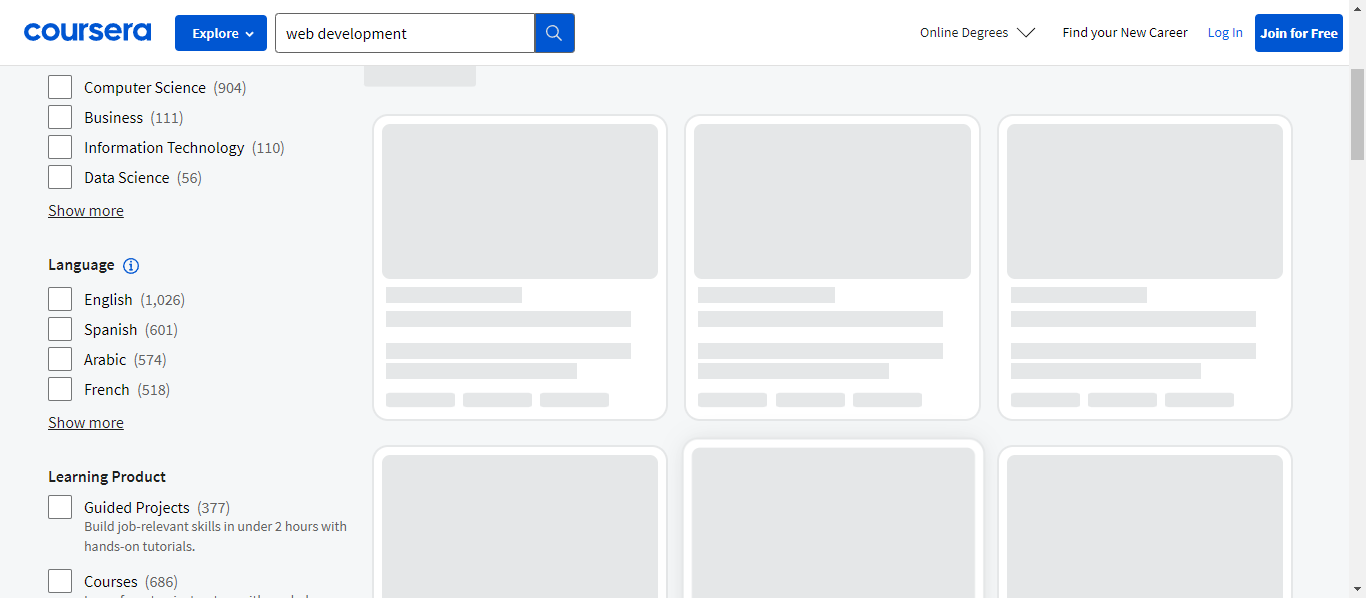 coursera
Explore
web development
Online Degrees
Find your New Career
Log In
Join for Free
Computer Science (904)
Business (111)
Information Technology (110)
Data Science (56)
Show more
Language
English (1,026)
Spanish (601)
Arabic (574)
French (518)
Show more
Learning Product
Guided Projects (377)
Build job-relevant skills in under 2 hours with
hands-on tutorials.
Courses (686)